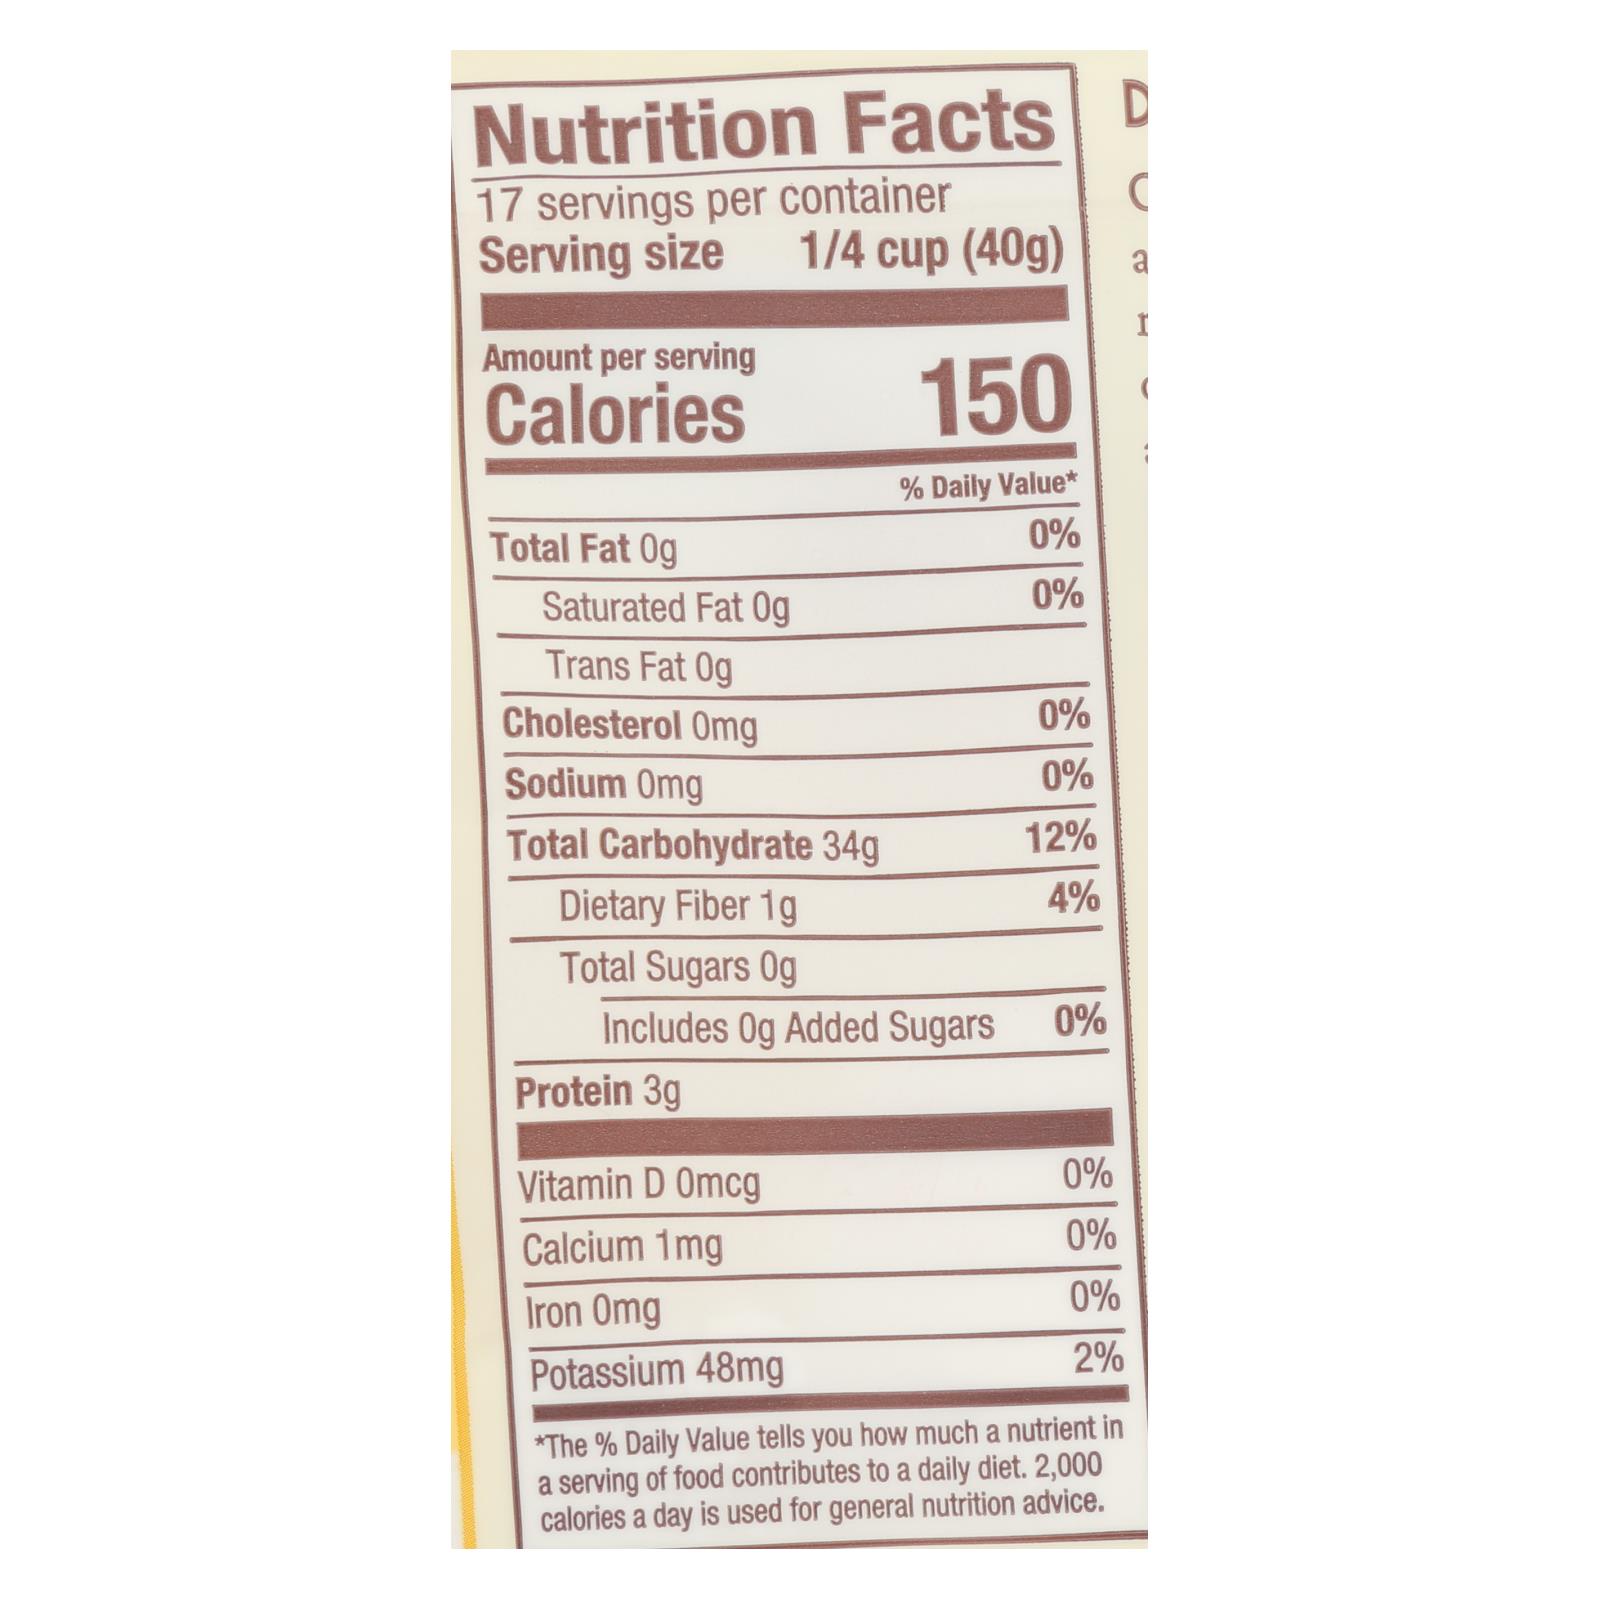 Nutrition Facts
17 servings per container
Serving size 1/4 cup (40g)
Amount per serving
Calories 150
% Daily Value*
Total Fat 0g 0%
Saturated Fat 0g 0%
Trans Fat 0g
Cholesterol 0mg 0%
Sodium 0mg 0%
Total Carbohydrate 34g 12%
Dietary Fiber 1g 4%
Total Sugars 0g
Includes 0g Added Sugars 0%
Protein 3g
Vitamin D 0mcg 0%
Calcium 1mg 0%
Iron 0mg 0%
Potassium 48mg 2%
*The % Daily Value tells you how much a nutrient in
a serving of food contributes to a daily diet. 2,000
calories a day is used for general nutrition advice.